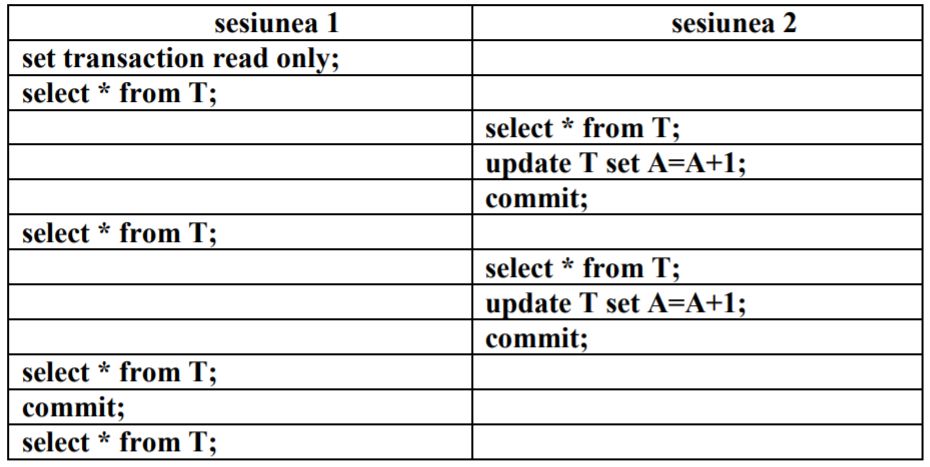 sesiunea 1 sesiunea 2
set transaction read only;
select * from T;
select * from T;
update T set A=A+1;
commit;
select * from T;
select * from T;
update T set A=A+1;
commit;
select * from T;
commit;
select * from T;